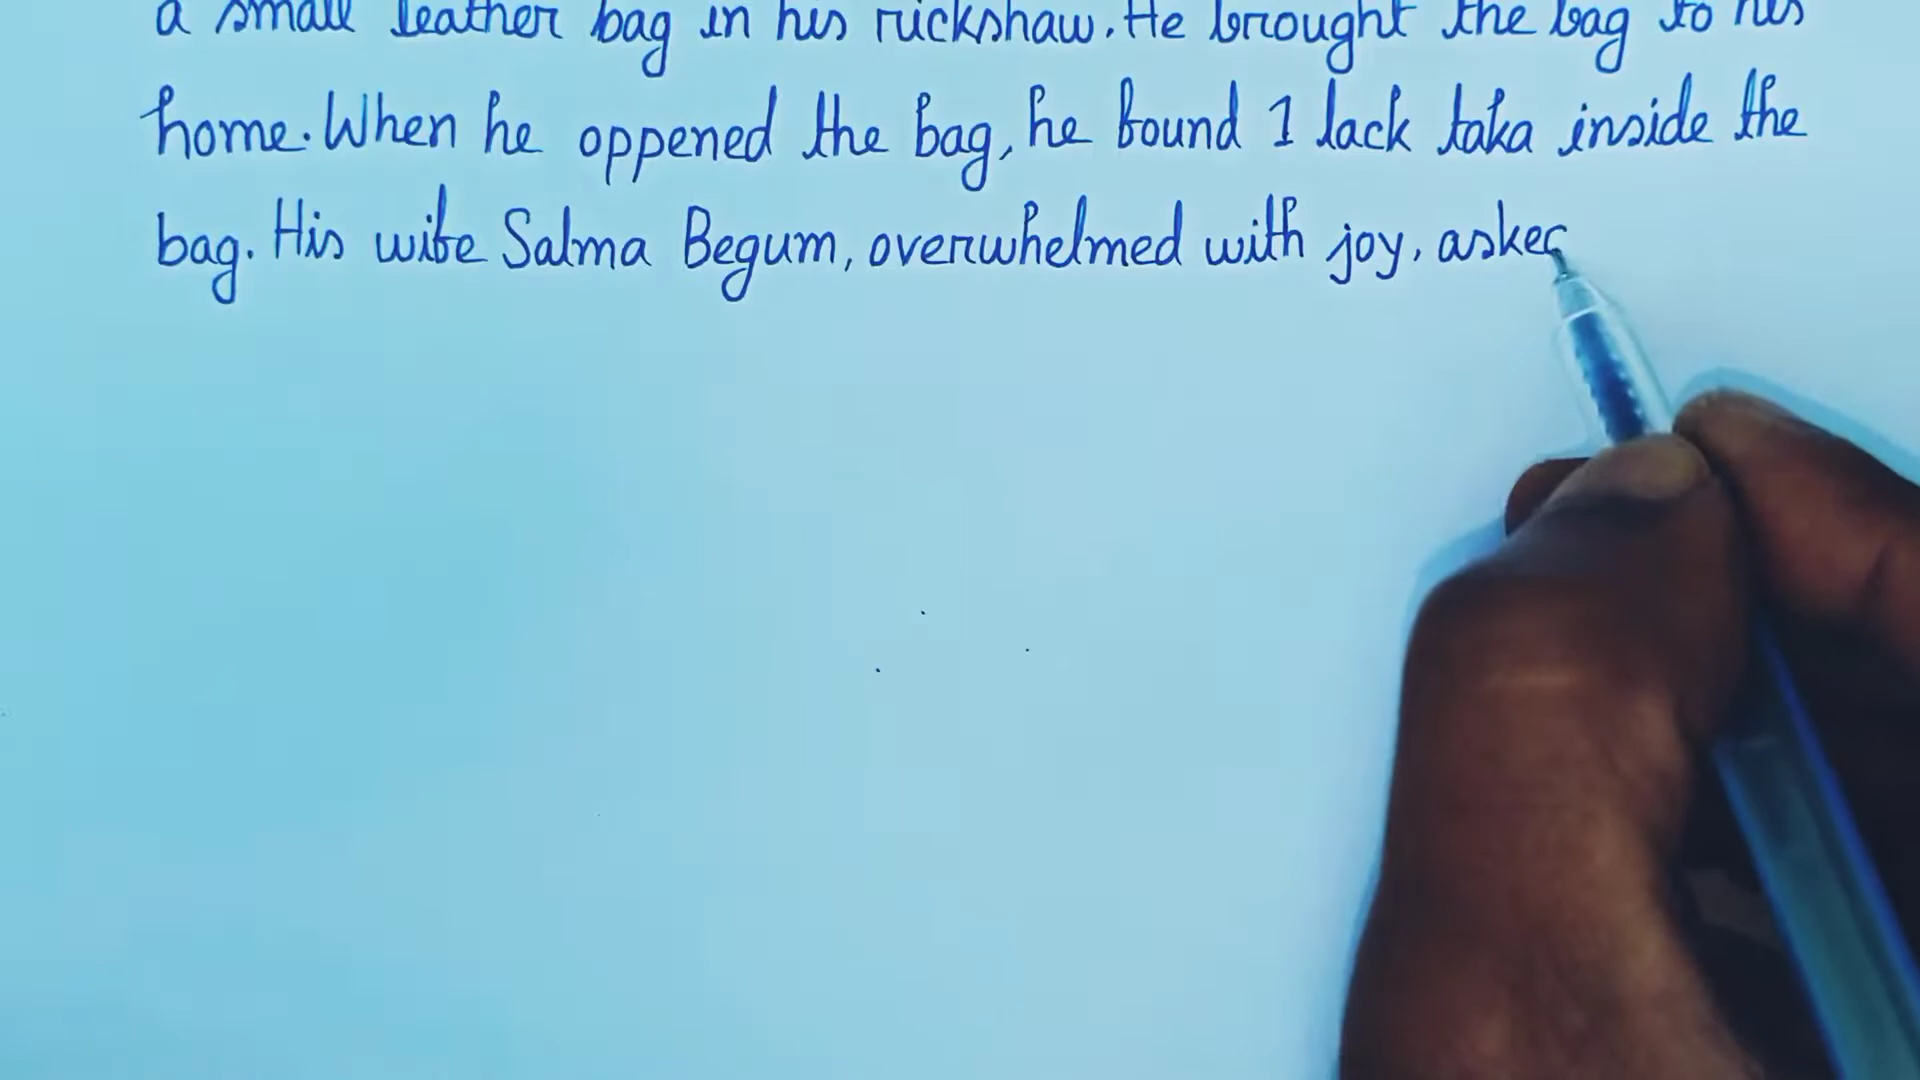 a small leather bag in his rickshaw. He brought the bag to his
home. When he oppened the bag, he found 1 lack taka inside the
bag. His wife Salma Begum, overwhelmed with joy, asked